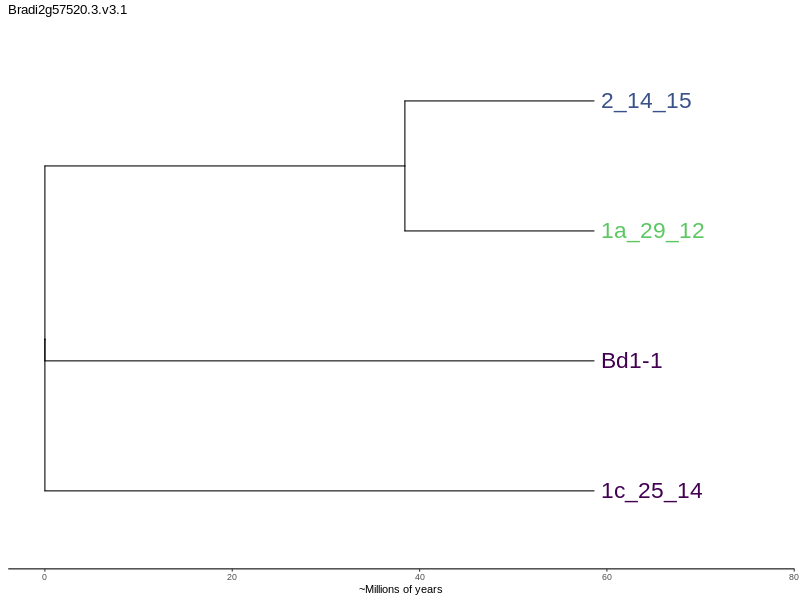 Bradi2g57520.3.v3.1
2_14_15
1a_29_12
Bd1-1
1c_25_14
0 20 40 60 80
~Millions of years